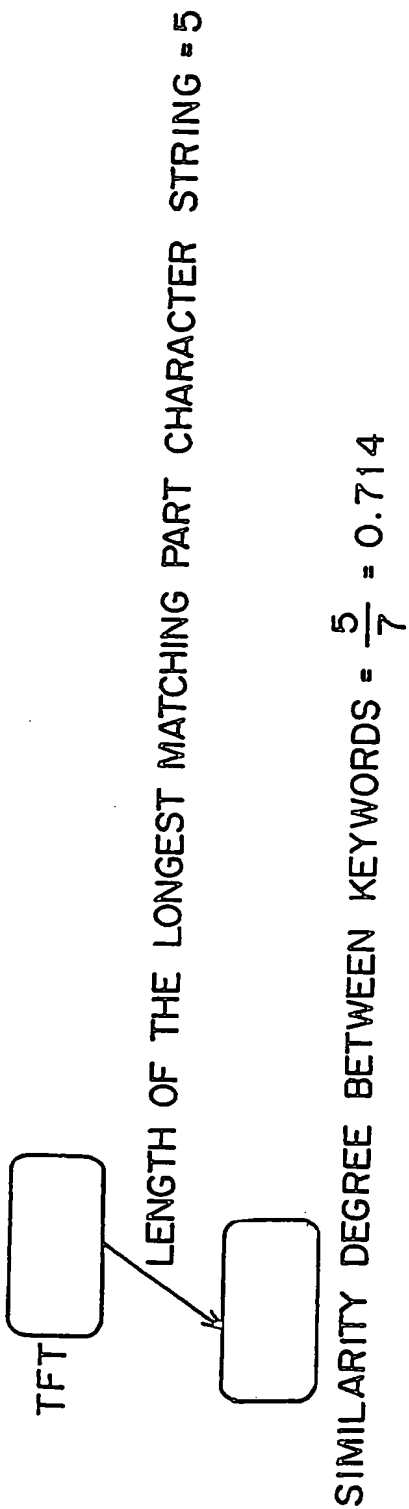 TFT
LENGTH OF THE LONGEST MATCHING PART CHARACTER STRING = 5
SIMILARITY DEGREE BETWEEN KEYWORDS = 5/7 = 0.714